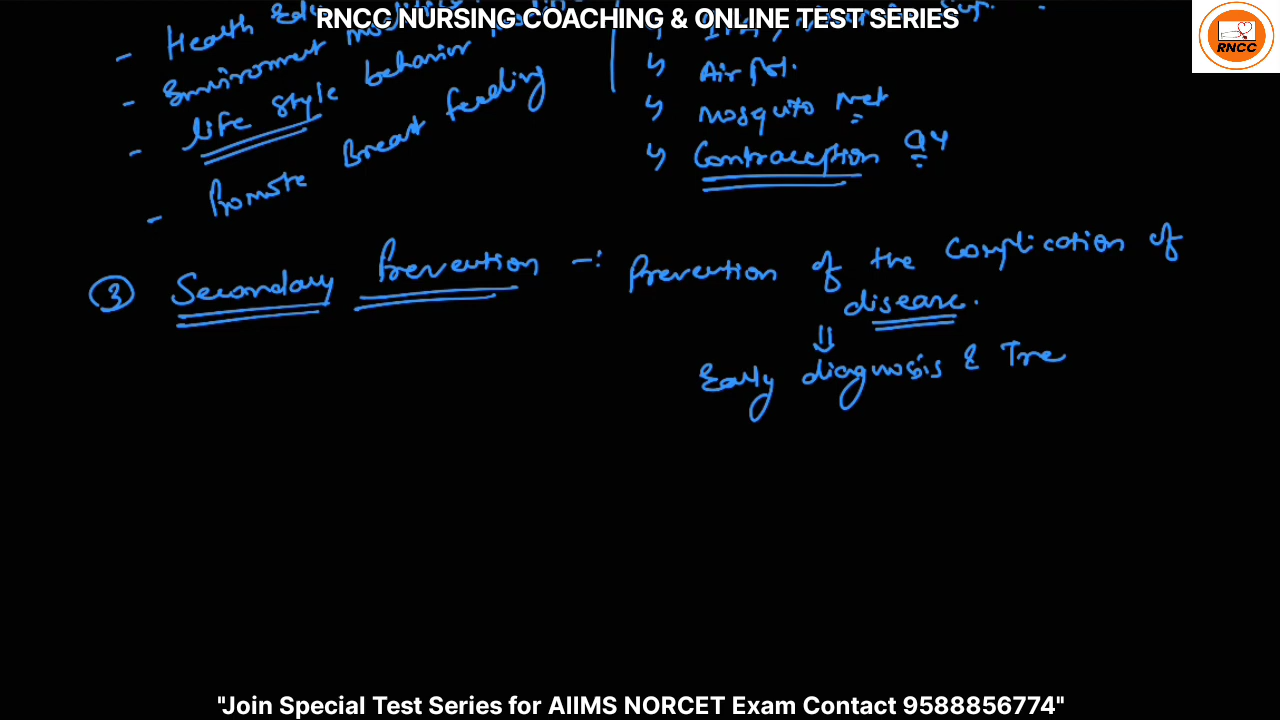 RNCC NURSING COACHING & ONLINE TEST SERIES
RNCC
- Health Edu
- Environment
- life style behavior
- Promote Breast feeding
↳ Air Pol.
↳ Mosquito net
↳ Contraception
③ Secondary Prevention -: Prevention of the Complication of
disease.
⇓
Early diagnosis & Tre
"Join Special Test Series for AIIMS NORCET Exam Contact 9588856774"